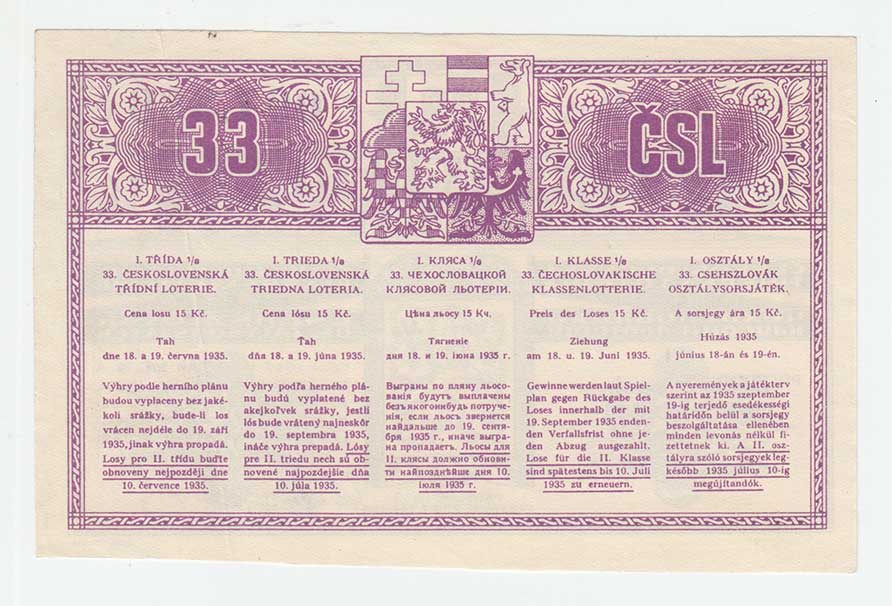 33
ČSL
I. TŘÍDA 1/8
33. ČESKOSLOVENSKÁ
TŘÍDNÍ LOTERIE.
Cena losu 15 Kč.
Tah
dne 18. a 19. června 1935.
Výhry podle herního plánu
budou vyplaceny bez jaké-
koli srážky, bude-li los
vrácen nejdéle do 19. září
1935, jinak výhra propadá.
Losy pro II. třídu buďte
obnoveny nejpozději dne
10. července 1935.
I. TRIEDA 1/8
33. ČESKOSLOVENSKÁ
TRIEDNA LOTERIA.
Cena lósu 15 Kč.
Ťah
dňa 18. a 19. júna 1935.
Výhry podľa herného plá-
nu budú vyplatené bez
akejkoľvek srážky, jestli
lós bude vrátený najneskôr
do 19. septembra 1935,
ináče výhra prepadá. Lósy
pre II. triedu nech sú ob-
novené najpozdejšie dňa
10. júla 1935.
I. КЛЯСА 1/8
33. ЧЕХОСЛОВАЦКОЙ
КЛЯСОВОЙ ЛЬОТЕРІИ.
Цѣна льосу 15 Кч.
Тягненіе
дня 18. и 19. іюна 1935 г.
Выграны по пляну льосо-
ванія будутъ выплачены
безъякогонибудь потруче-
нія, если льосъ звернется
найдальше до 19. сентя-
бря 1935 г., иначе выгра-
на пропадаетъ. Льосы для
II. клясы должно обнови-
ти найпозднѣйше дня 10.
іюля 1935 г.
I. KLASSE 1/8
33. ČECHOSLOVAKISCHE
KLASSENLOTTERIE.
Preis des Loses 15 Kč.
Ziehung
am 18. u. 19. Juni 1935.
Gewinne werden laut Spiel-
plan gegen Rückgabe des
Loses innerhalb der mit
19. September 1935 enden-
den Verfallsfrist ohne je-
den Abzug ausgezahlt.
Lose für die II. Klasse
sind spätestens bis 10. Juli
1935 zu erneuern.
I. OSZTÁLY 1/8
33. CSEHSZLOVÁK
OSZTÁLYSORSJÁTÉK.
A sorsjegy ára 15 Kč.
Húzás 1935
június 18-án és 19-én.
A nyeremények a játékterv
szerint az 1935 szeptember
19-ig terjedő esedékességi
határidőn belül a sorsjegy
beszolgáltatása ellenében
minden levonás nélkül fi-
zettetnek ki. A II. osz-
tályra szóló sorsjegyek leg-
később 1935 július 10-ig
megújítandók.